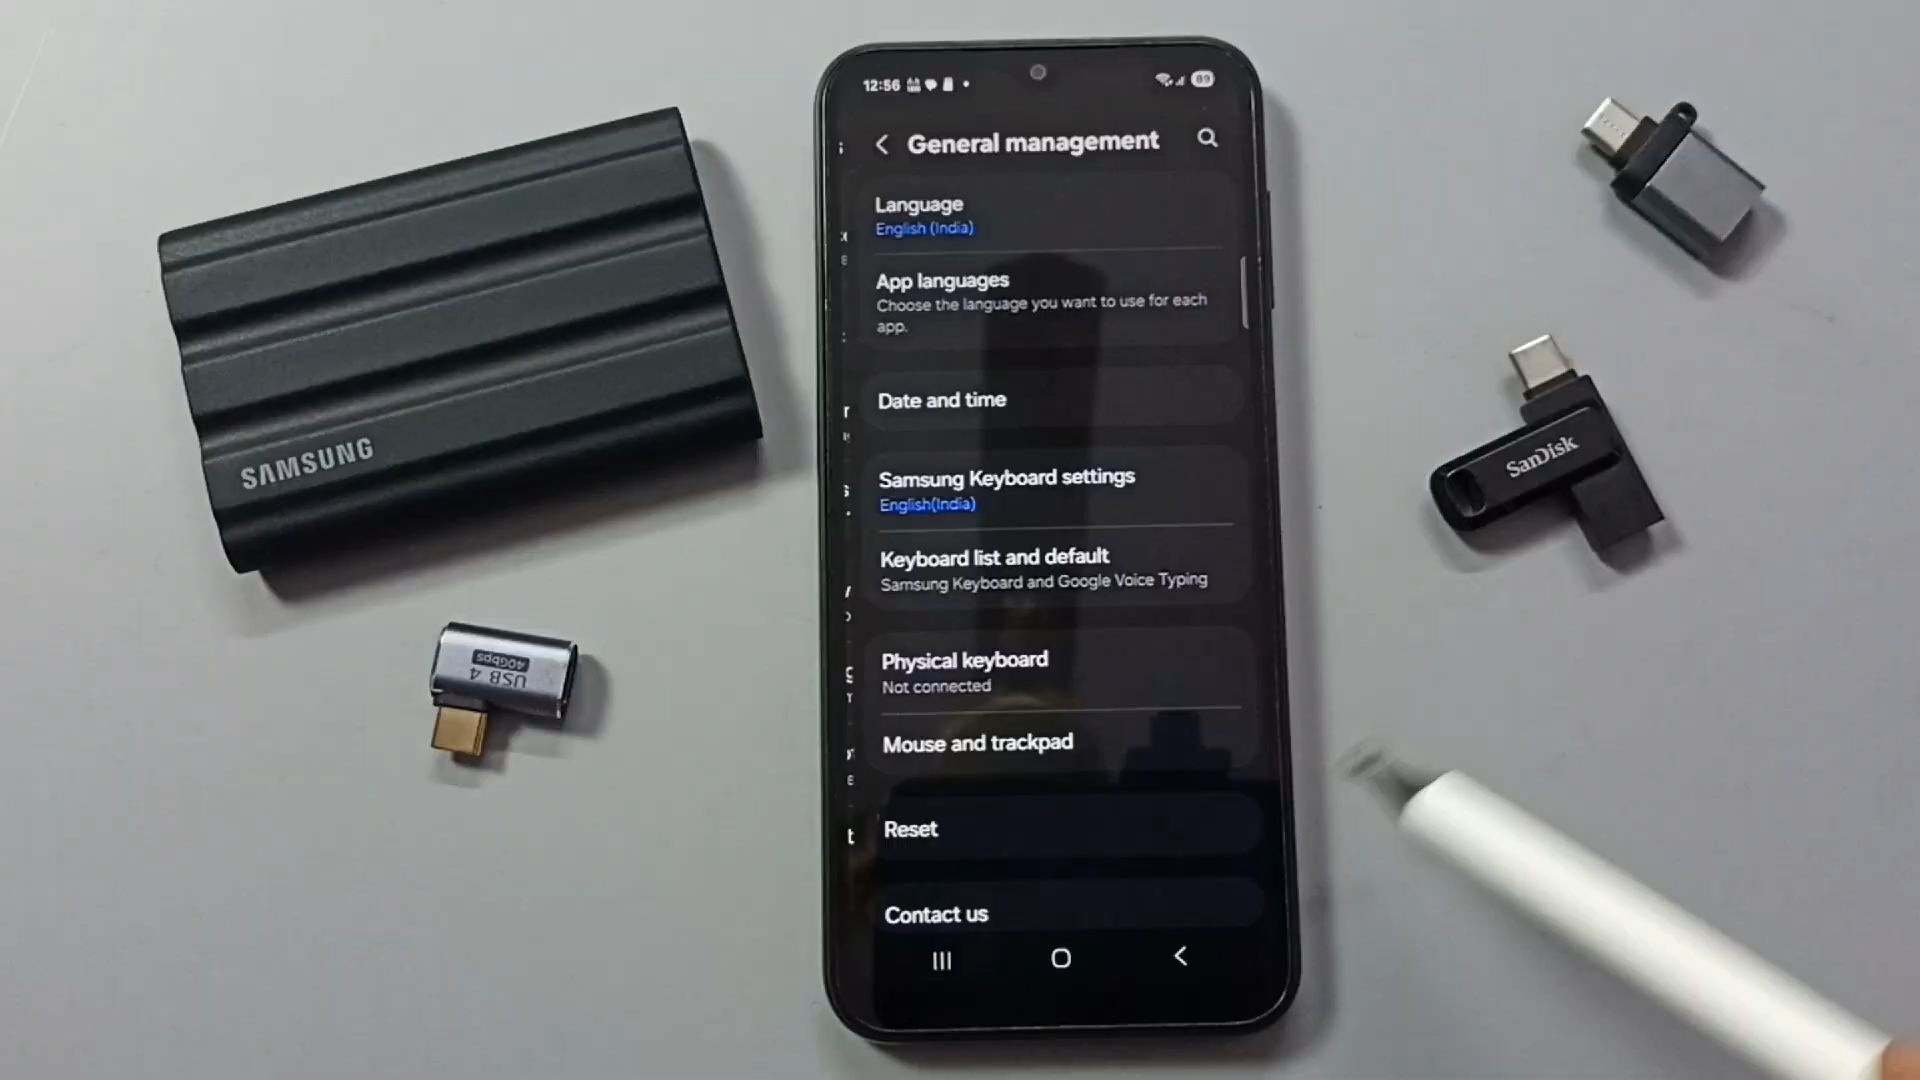 12:56
89
General management
Language
English (India)
App languages
Choose the language you want to use for each
app.
Date and time
Samsung Keyboard settings
English(India)
Keyboard list and default
Samsung Keyboard and Google Voice Typing
Physical keyboard
Not connected
Mouse and trackpad
Reset
Contact us
SAMSUNG
USB 4
40Gbps
SanDisk